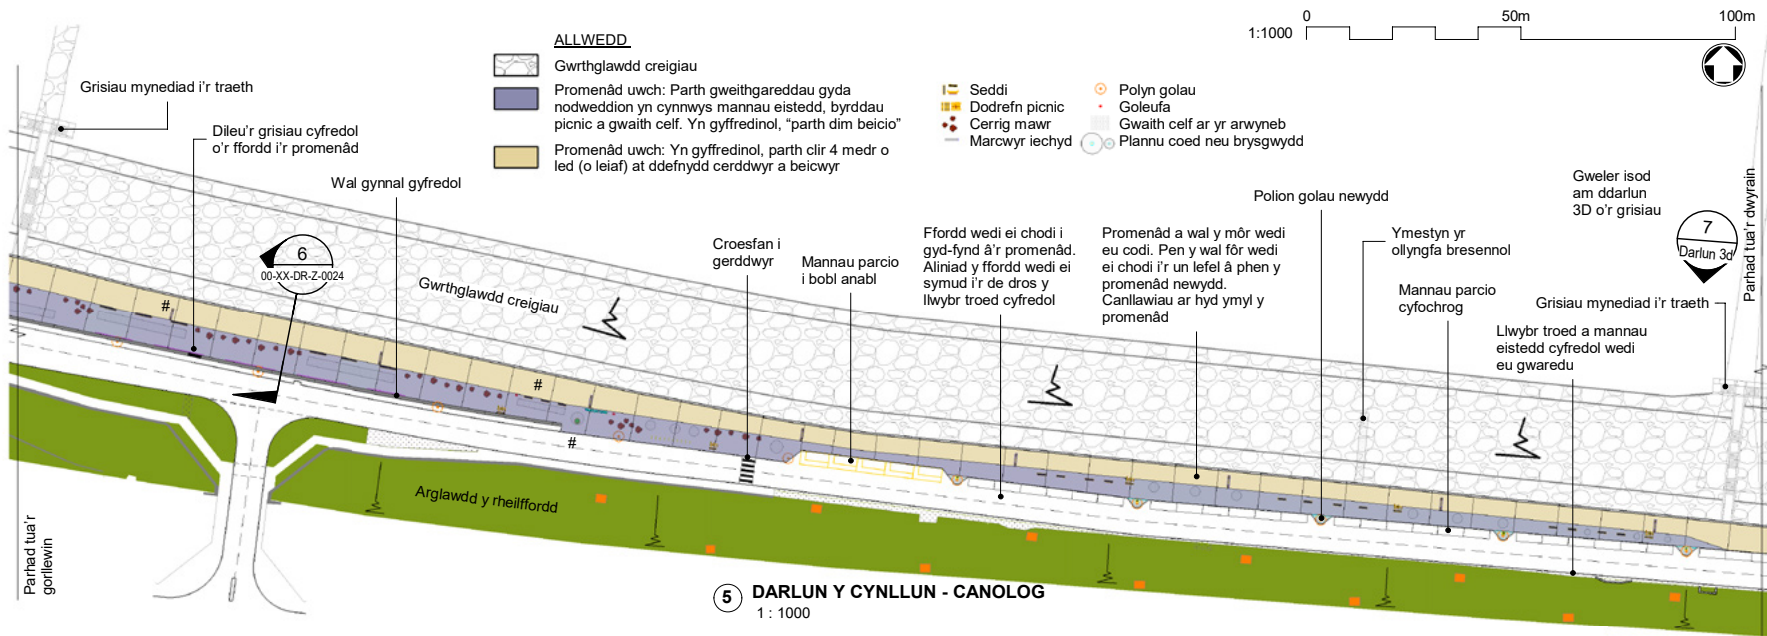 0 50m 100m
1:1000
ALLWEDD
Gwrthglawdd creigiau
Promenâd uwch: Parth gweithgareddau gyda
nodweddion yn cynnwys mannau eistedd, byrddau
picnic a gwaith celf. Yn gyffredinol, “parth dim beicio”
Promenâd uwch: Yn gyffredinol, parth clir 4 medr o
led (o leiaf) at ddefnydd cerddwyr a beicwyr
Seddi
Dodrefn picnic
Cerrig mawr
Marcwyr iechyd
Polyn golau
Goleufa
Gwaith celf ar yr arwyneb
Plannu coed neu brysgwydd
Grisiau mynediad i'r traeth
Dileu'r grisiau cyfredol
o'r ffordd i'r promenâd
Wal gynnal gyfredol
6
00-XX-DR-Z-0024
Gwrthglawdd creigiau
Croesfan i
gerddwyr
Mannau parcio
i bobl anabl
Ffordd wedi ei chodi i
gyd-fynd â'r promenâd.
Aliniad y ffordd wedi ei
symud i'r de dros y
llwybr troed cyfredol
Promenâd a wal y môr wedi
eu codi. Pen y wal fôr wedi
ei chodi i'r un lefel â phen y
promenâd newydd.
Canllawiau ar hyd ymyl y
promenâd
Polion golau newydd
Ymestyn yr
ollyngfa bresennol
Mannau parcio
cyfochrog
Gweler isod
am ddarlun
3D o'r grisiau
7
Darlun 3d
Grisiau mynediad i'r traeth
Llwybr troed a mannau
eistedd cyfredol wedi
eu gwaredu
Parhad tua'r dwyrain
#
#
#
Arglawdd y rheilffordd
Parhad tua'r
gorllewin
5 DARLUN Y CYNLLUN - CANOLOG
1 : 1000